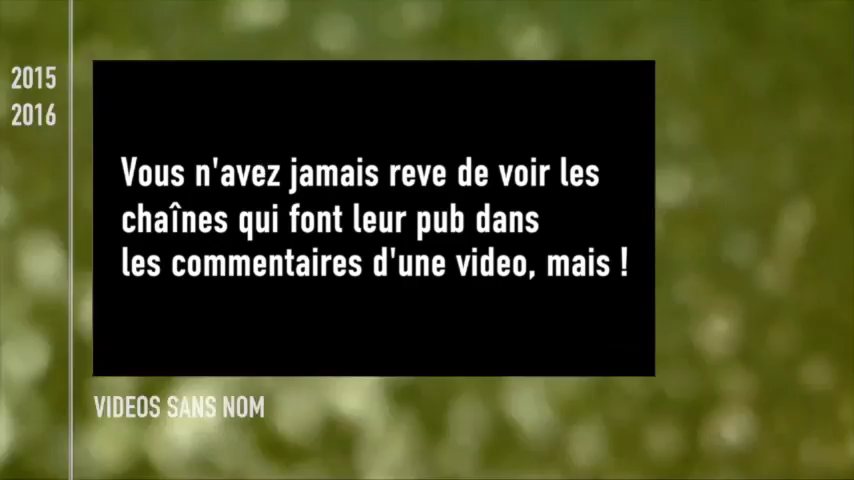 2015
2016
Vous n'avez jamais reve de voir les
chaînes qui font leur pub dans
les commentaires d'une video, mais !
VIDEOS SANS NOM